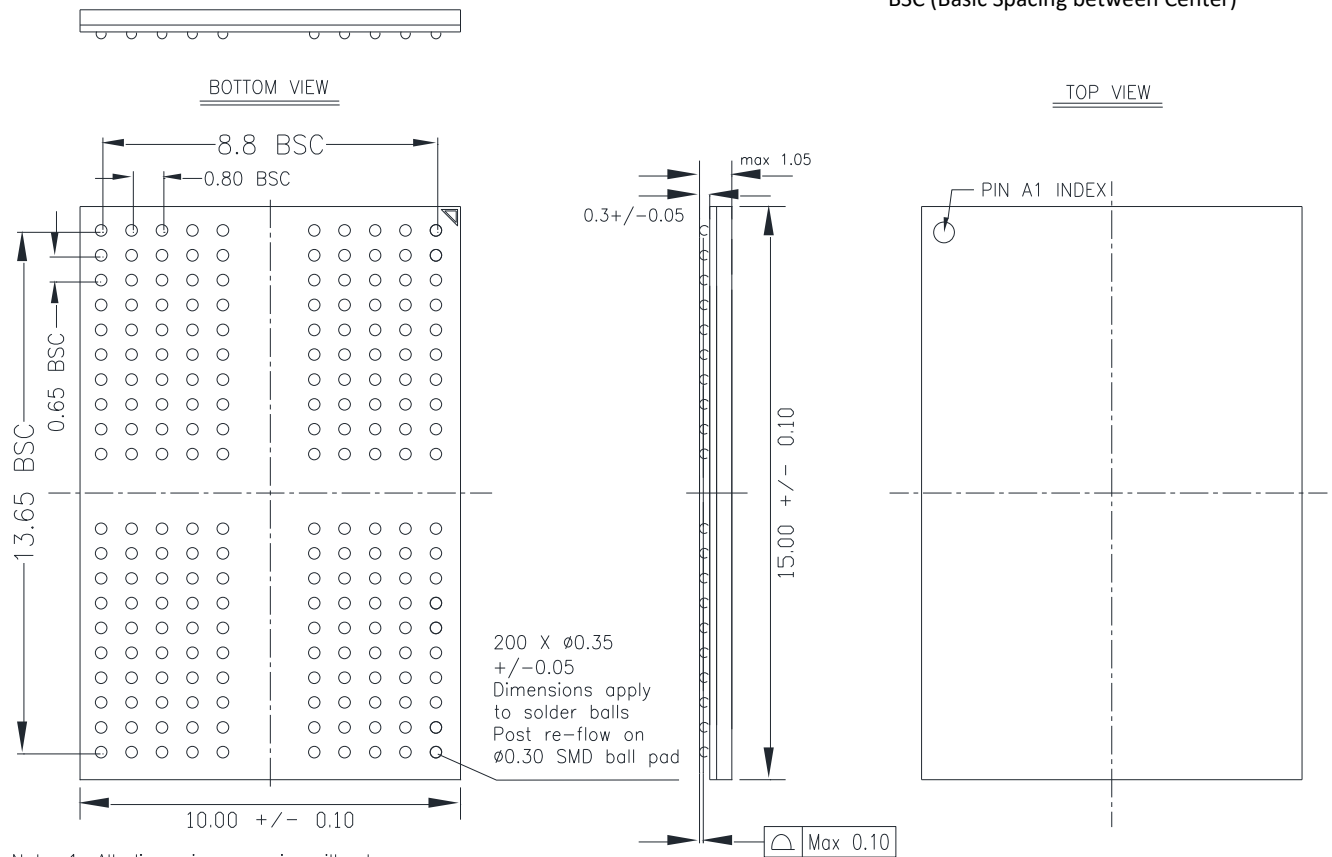 BSC (Basic Spacing between Center)
BOTTOM VIEW
TOP VIEW
8.8 BSC
0.80 BSC
max 1.05
PIN A1 INDEX
0.3+/-0.05
0.65 BSC
13.65 BSC
15.00 +/- 0.10
200 X ø0.35
+/-0.05
Dimensions apply
to solder balls
Post re-flow on
ø0.30 SMD ball pad
10.00 +/- 0.10
Max 0.10